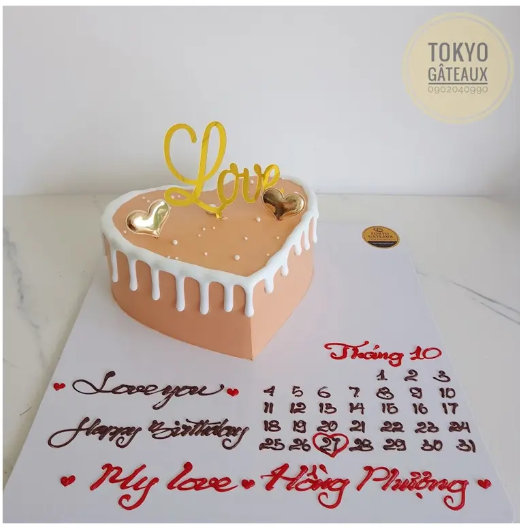 TOKYO
GÂTEAUX
0902040990
Love
Tháng 10
1 2 3
Love you
4 5 6 7 8 9 10
11 12 13 14 15 16 17
Happy Birthday
18 19 20 21 22 23 24
25 26 27 28 29 30 31
My love Hồng Phượng